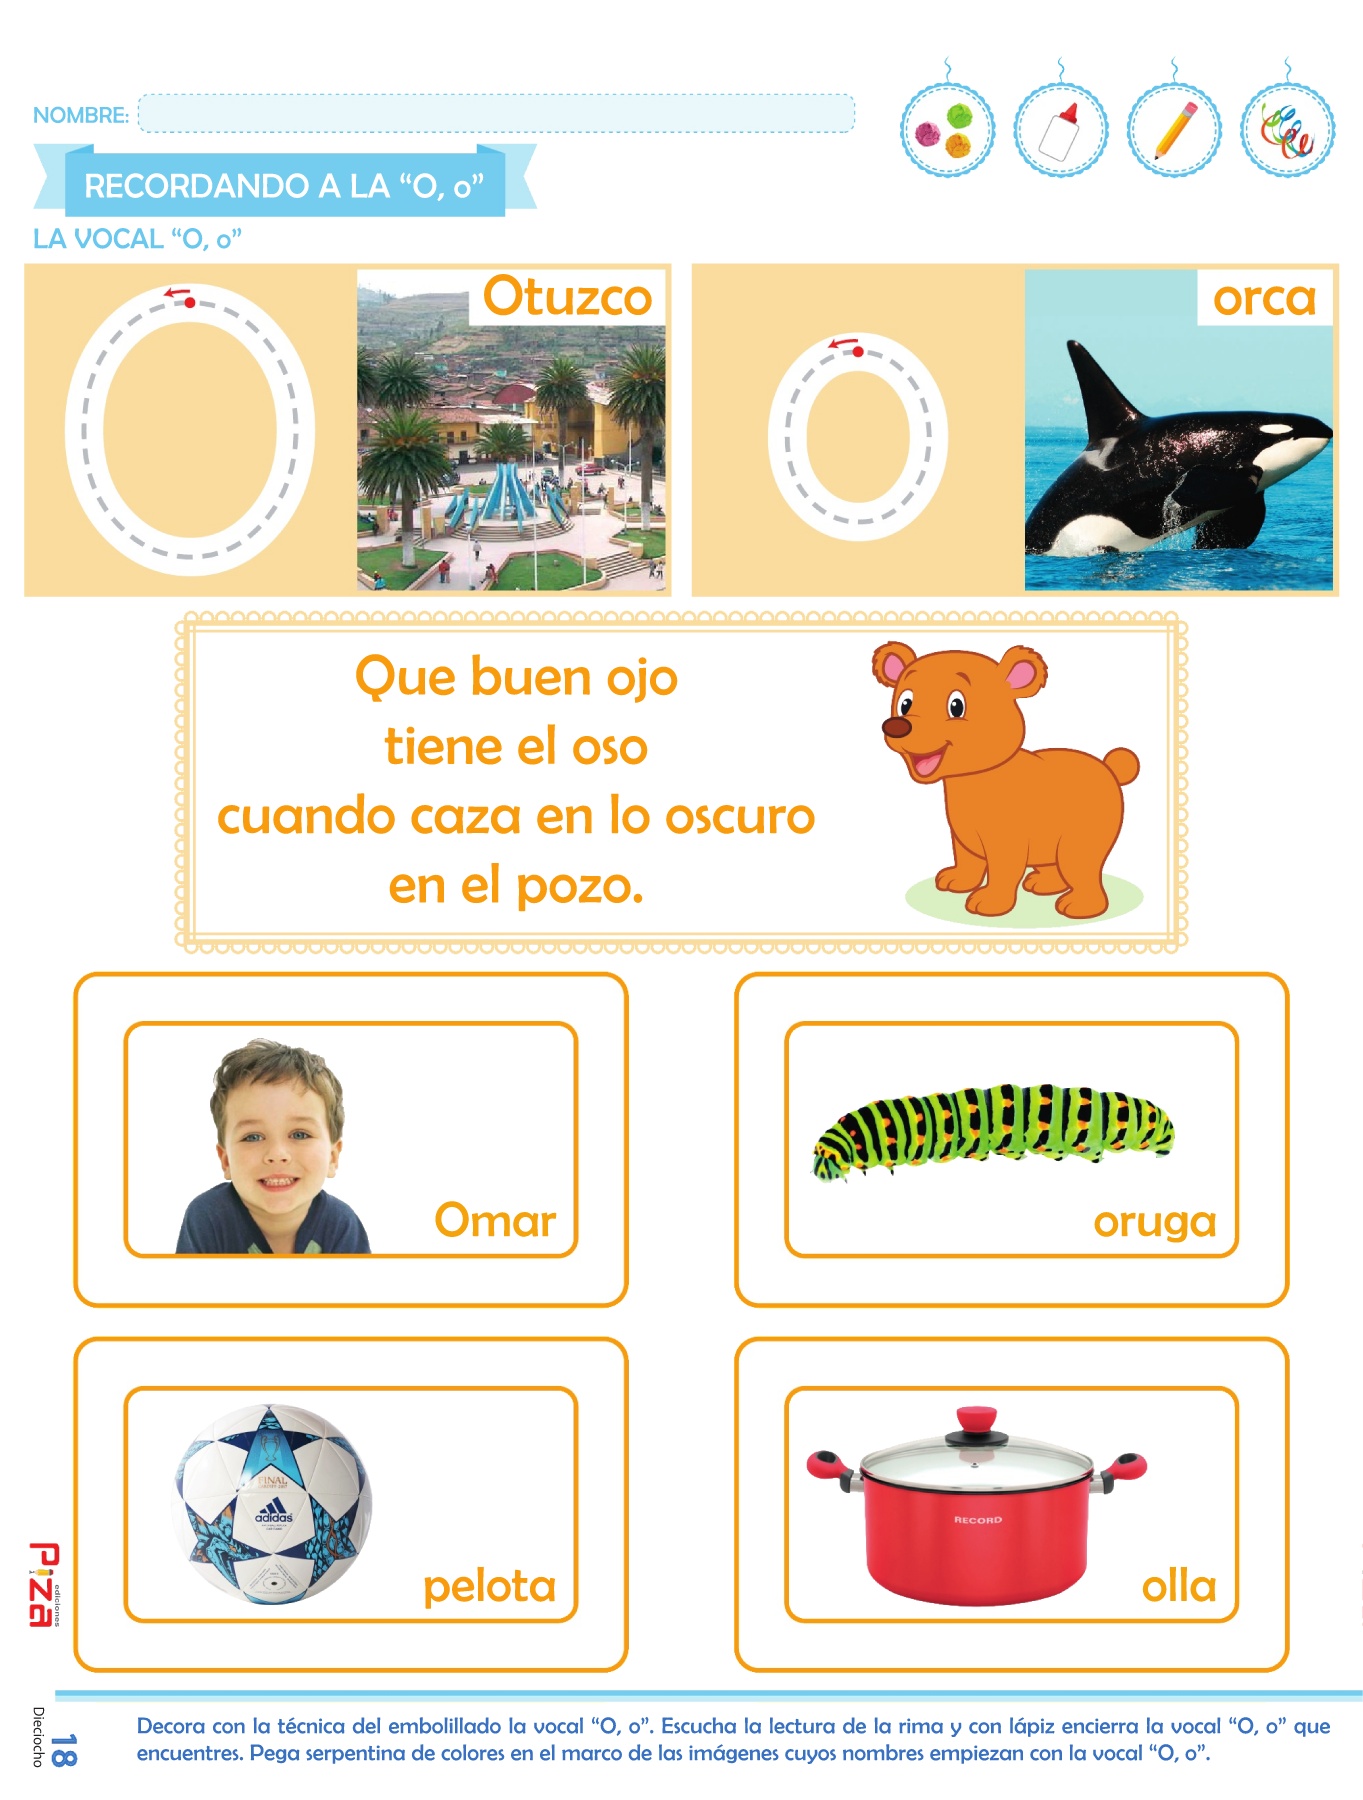 NOMBRE:
RECORDANDO A LA “O, o”
LA VOCAL “O, o”
Otuzco
orca
Que buen ojo
tiene el oso
cuando caza en lo oscuro
en el pozo.
Omar
oruga
FINAL
adidas
pelota
RECORD
olla
Piza
ediciones
18
Dieciocho
Decora con la técnica del embolillado la vocal “O, o”. Escucha la lectura de la rima y con lápiz encierra la vocal “O, o” que
encuentres. Pega serpentina de colores en el marco de las imágenes cuyos nombres empiezan con la vocal “O, o”.